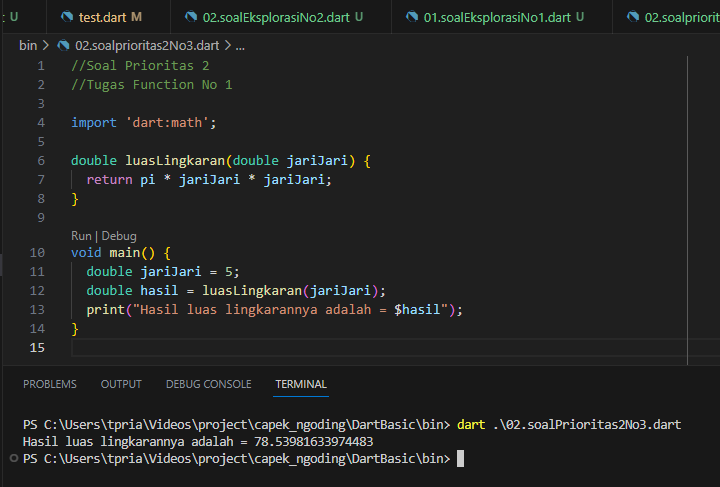 U test.dart M 02.soalEksplorasiNo2.dart U 01.soalEksplorasiNo1.dart U 02.soalpriorit
bin > 02.soalprioritas2No3.dart > ...
1 //Soal Prioritas 2
2 //Tugas Function No 1
3
4 import 'dart:math';
5
6 double luasLingkaran(double jariJari) {
7 return pi * jariJari * jariJari;
8 }
9
Run | Debug
10 void main() {
11 double jariJari = 5;
12 double hasil = luasLingkaran(jariJari);
13 print("Hasil luas lingkarannya adalah = $hasil");
14 }
15
PROBLEMS OUTPUT DEBUG CONSOLE TERMINAL
PS C:\Users\tpria\Videos\project\capek_ngoding\DartBasic\bin> dart .\02.soalPrioritas2No3.dart
Hasil luas lingkarannya adalah = 78.53981633974483
PS C:\Users\tpria\Videos\project\capek_ngoding\DartBasic\bin>